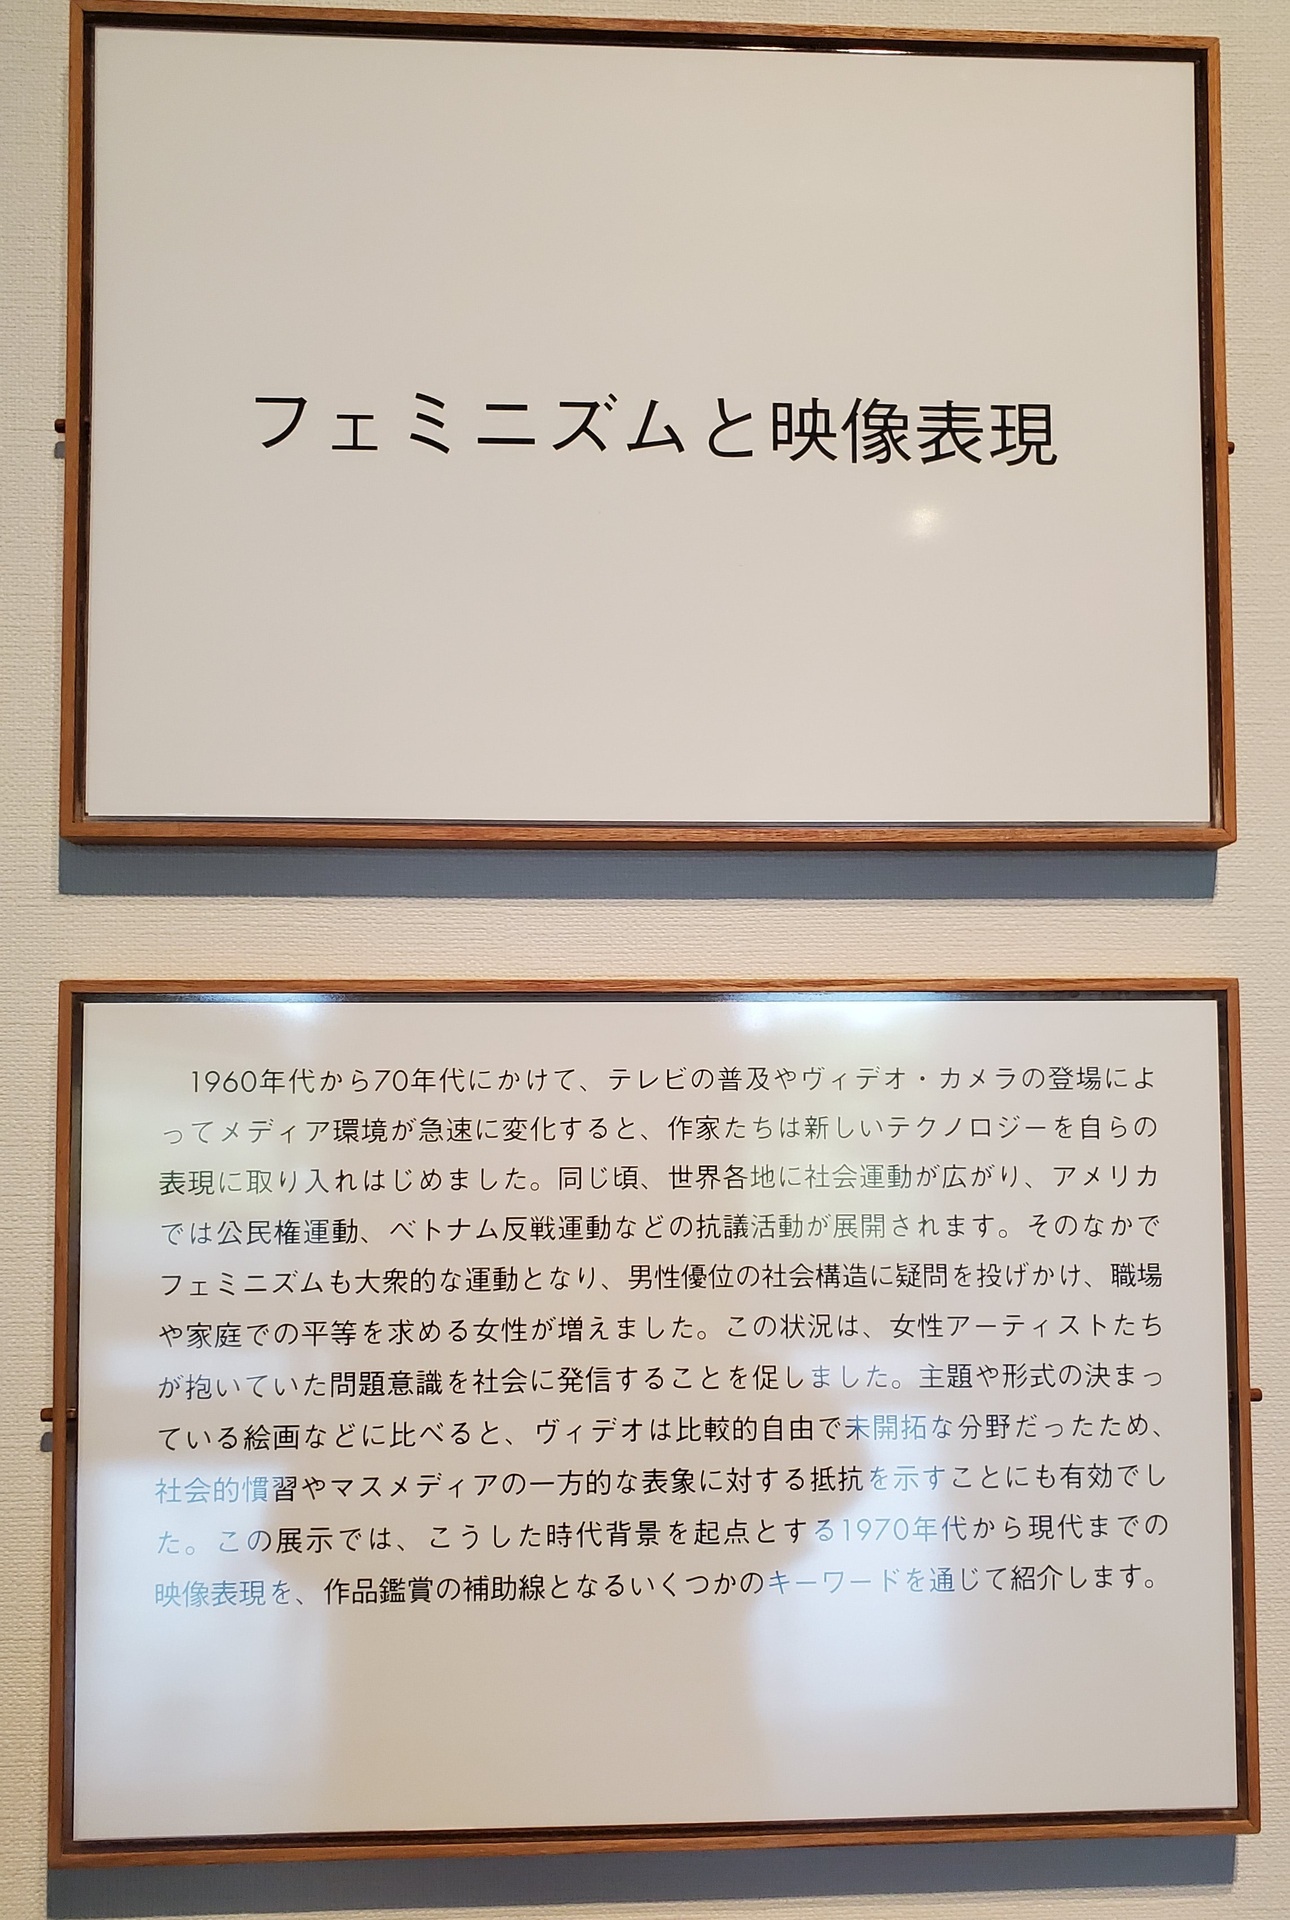 フェミニズムと映像表現
1960年代から70年代にかけて、テレビの普及やヴィデオ・カメラの登場によ
ってメディア環境が急速に変化すると、作家たちは新しいテクノロジーを自らの
表現に取り入れはじめました。同じ頃、世界各地に社会運動が広がり、アメリカ
では公民権運動、ベトナム反戦運動などの抗議活動が展開されます。そのなかで
フェミニズムも大衆的な運動となり、男性優位の社会構造に疑問を投げかけ、職場
や家庭での平等を求める女性が増えました。この状況は、女性アーティストたち
が抱いていた問題意識を社会に発信することを促しました。主題や形式の決まっ
ている絵画などに比べると、ヴィデオは比較的自由で未開拓な分野だったため、
社会的慣習やマスメディアの一方的な表象に対する抵抗を示すことにも有効でし
た。この展示では、こうした時代背景を起点とする1970年代から現代までの
映像表現を、作品鑑賞の補助線となるいくつかのキーワードを通じて紹介します。